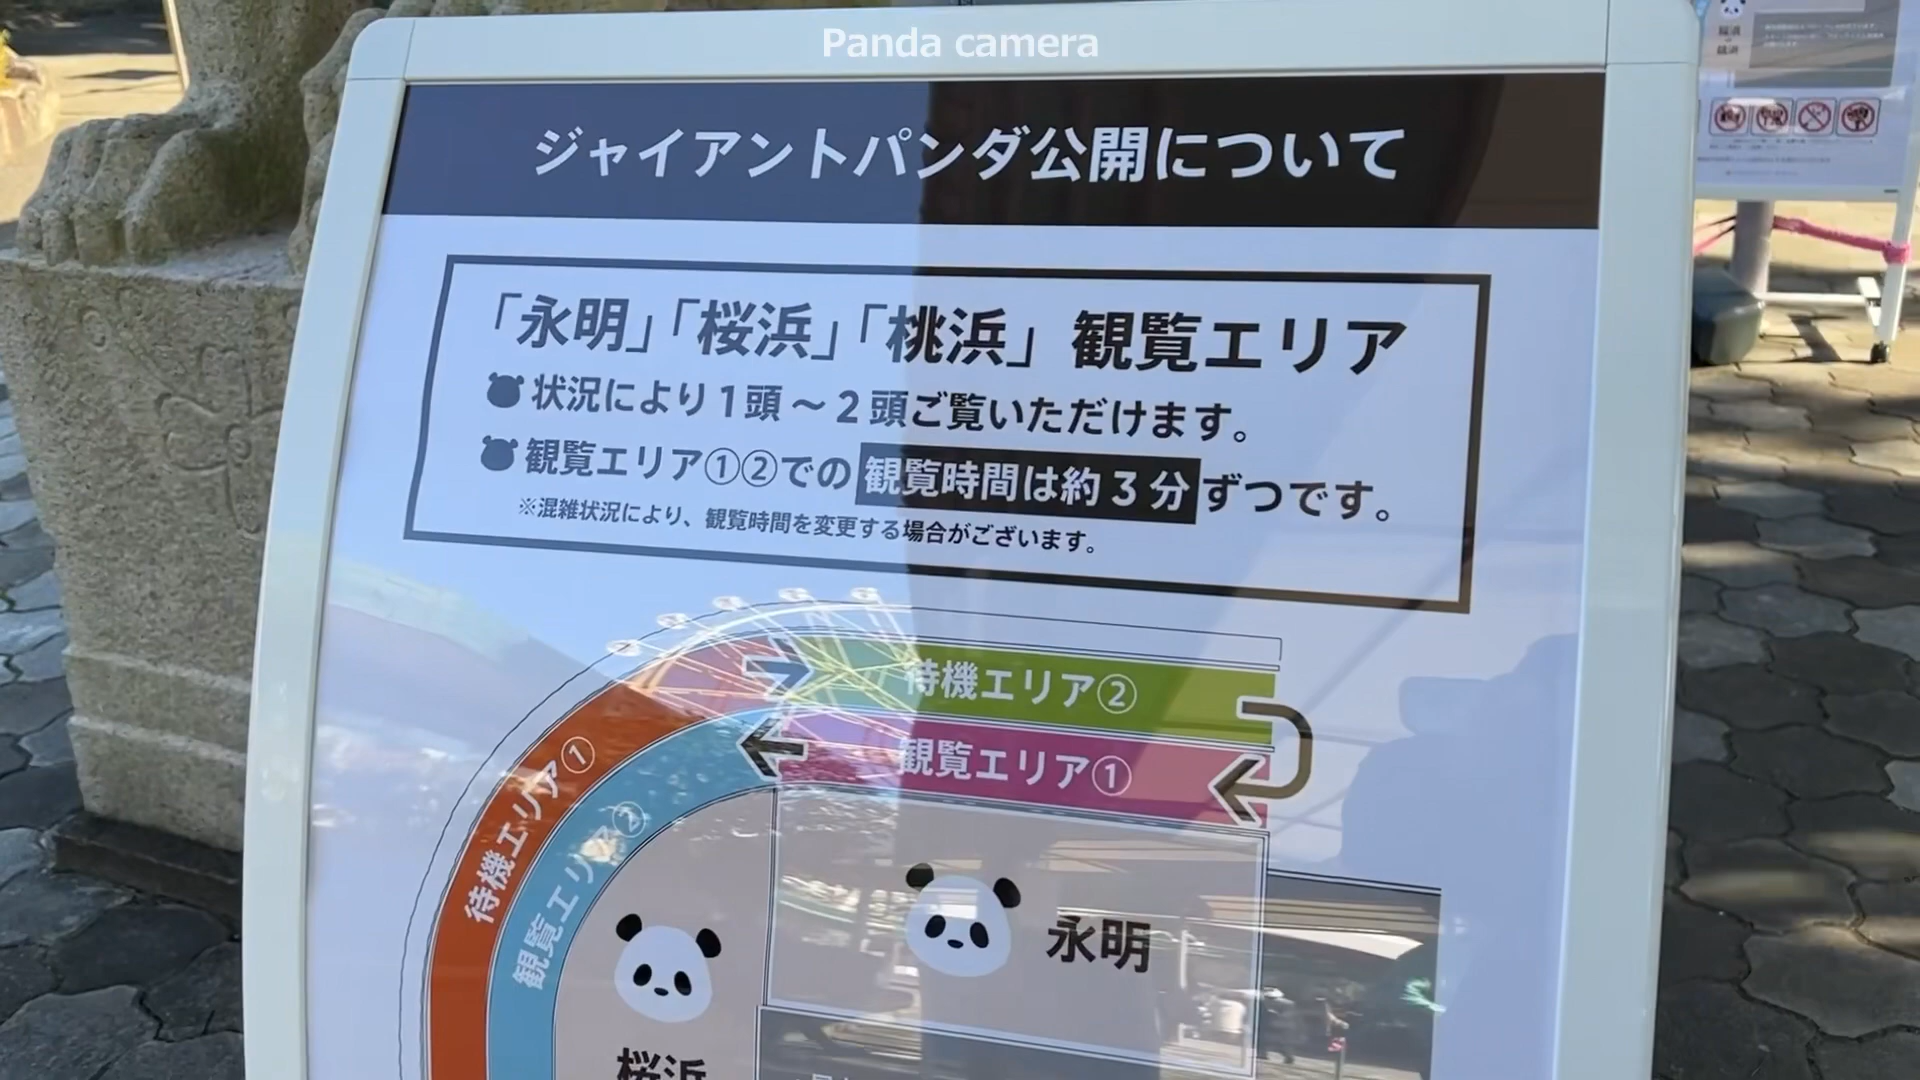 Panda camera
ジャイアントパンダ公開について
「永明」「桜浜」「桃浜」観覧エリア
状況により1頭～2頭ご覧いただけます。
観覧エリア①②での観覧時間は約3分ずつです。
※混雑状況により、観覧時間を変更する場合がございます。
待機エリア②
観覧エリア①
待機エリア①
観覧エリア②
永明
桜浜